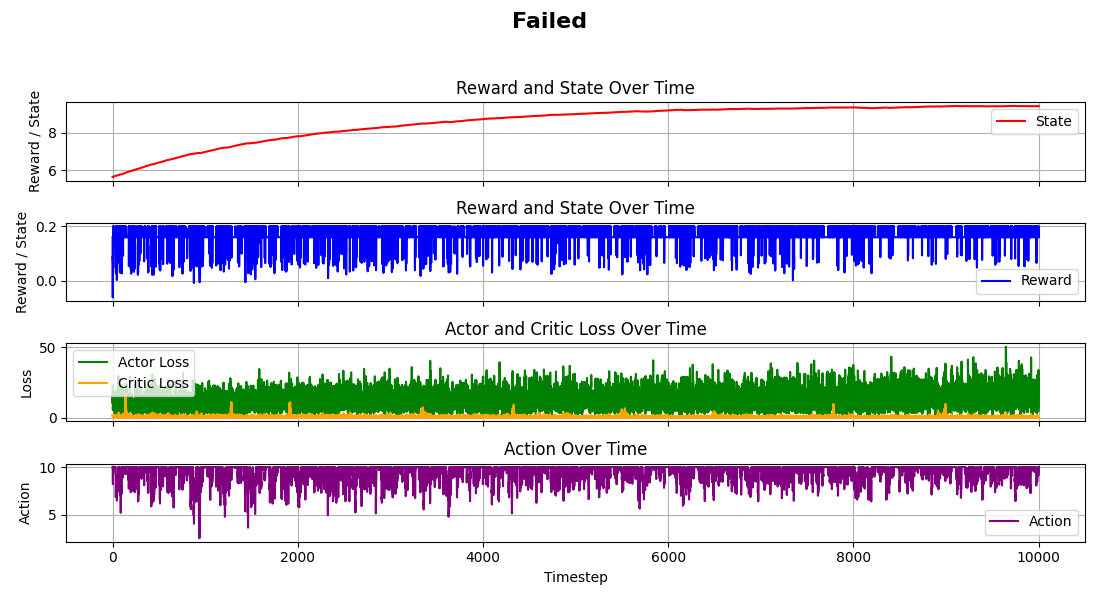 Failed
Reward and State Over Time
Reward / State
8
6
State
Reward and State Over Time
Reward / State
0.2
0.0
Reward
Actor and Critic Loss Over Time
Loss
50
0
Actor Loss
Critic Loss
Action Over Time
Action
10
5
Action
0 2000 4000 6000 8000 10000
Timestep